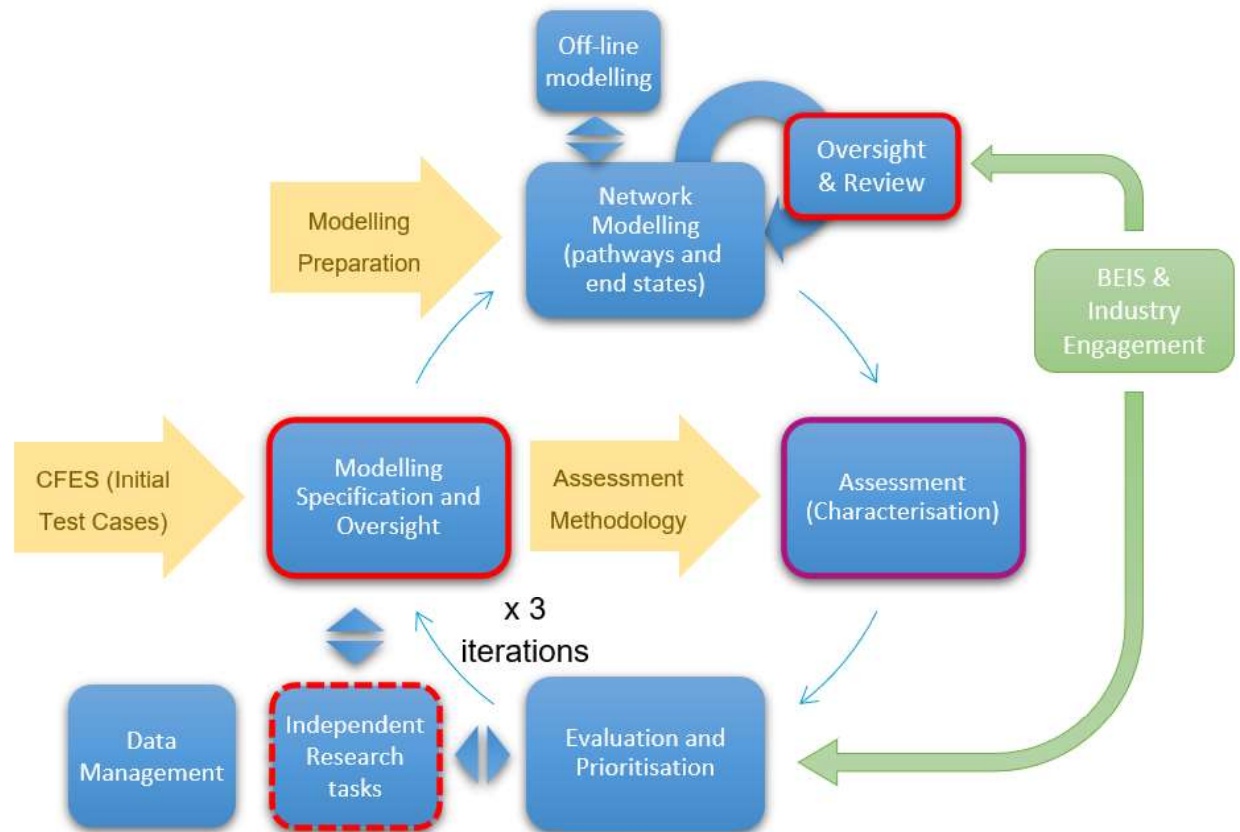 Off-line
modelling
Oversight
& Review
Network
Modelling
(pathways and
end states)
Modelling
Preparation
BEIS &
Industry
Engagement
CFES (Initial
Test Cases)
Modelling
Specification and
Oversight
Assessment
Methodology
Assessment
(Characterisation)
x 3
iterations
Data
Management
Independent
Research
tasks
Evaluation and
Prioritisation